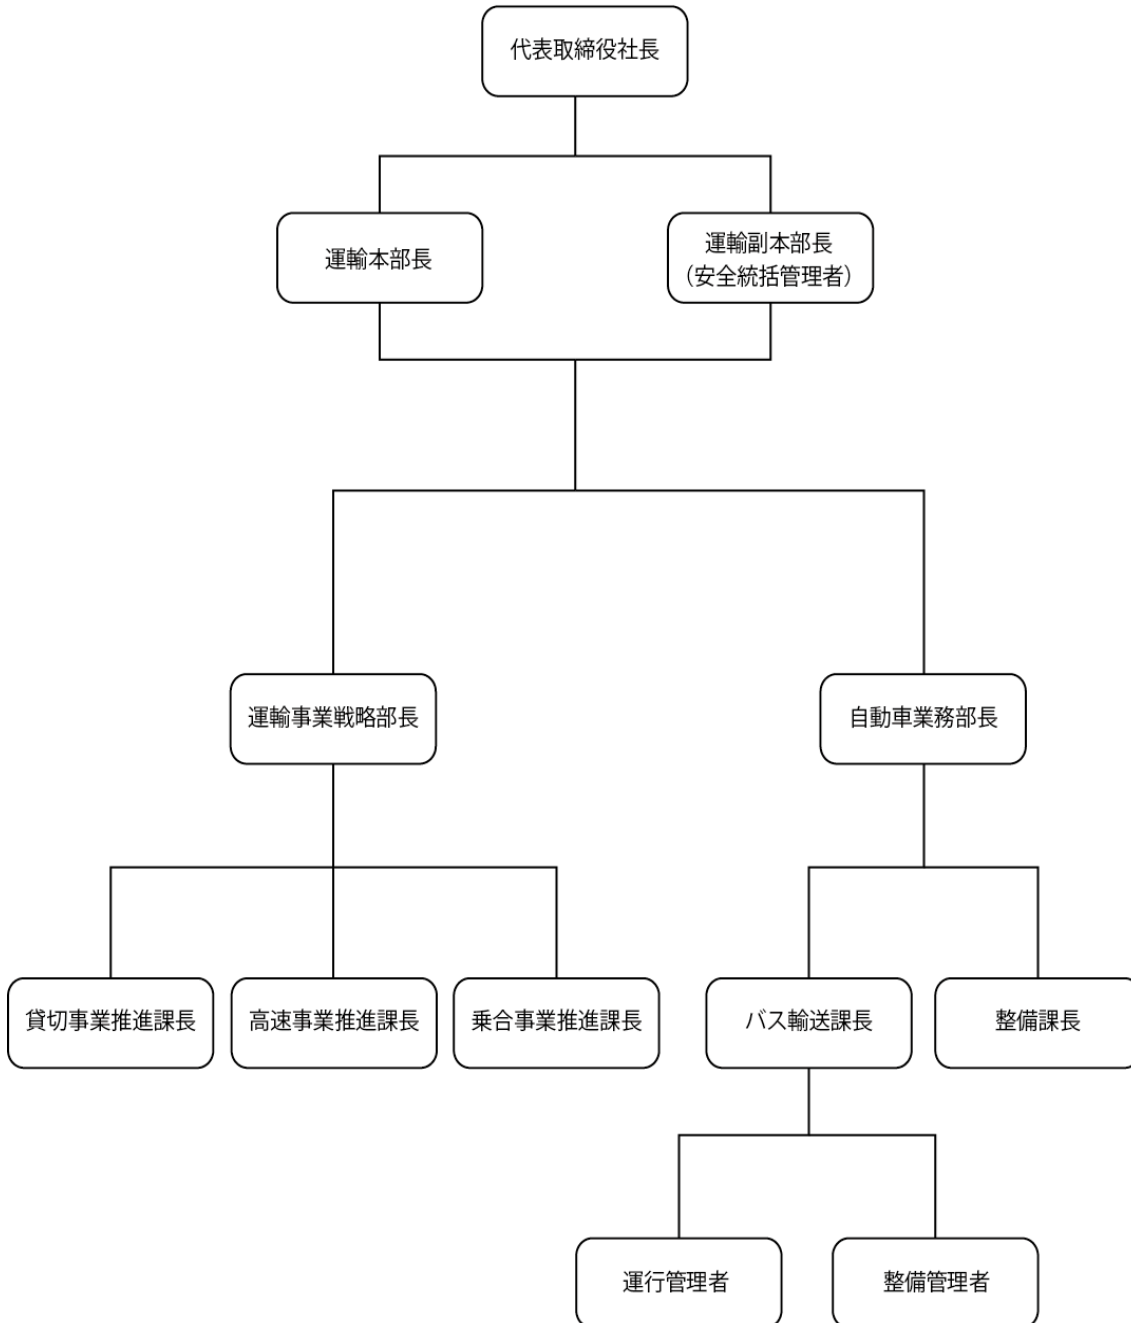 代表取締役社長
運輸本部長
運輸副本部長
（安全統括管理者）
運輸事業戦略部長
自動車業務部長
貸切事業推進課長
高速事業推進課長
乗合事業推進課長
バス輸送課長
整備課長
運行管理者
整備管理者